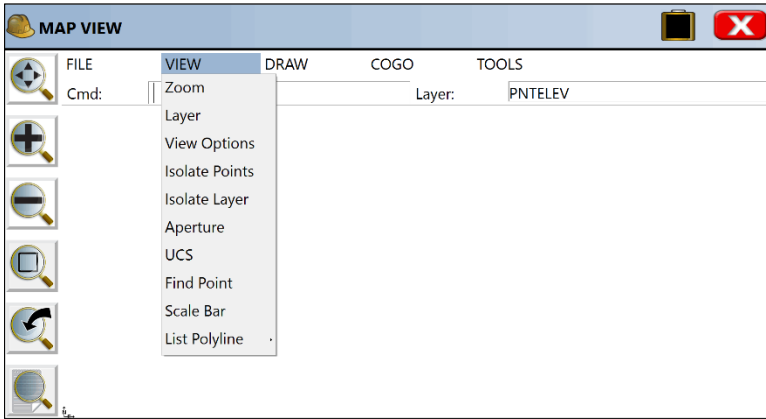 MAP VIEW
FILE VIEW DRAW COGO TOOLS
Cmd: Layer: PNTELEV
Zoom
Layer
View Options
Isolate Points
Isolate Layer
Aperture
UCS
Find Point
Scale Bar
List Polyline